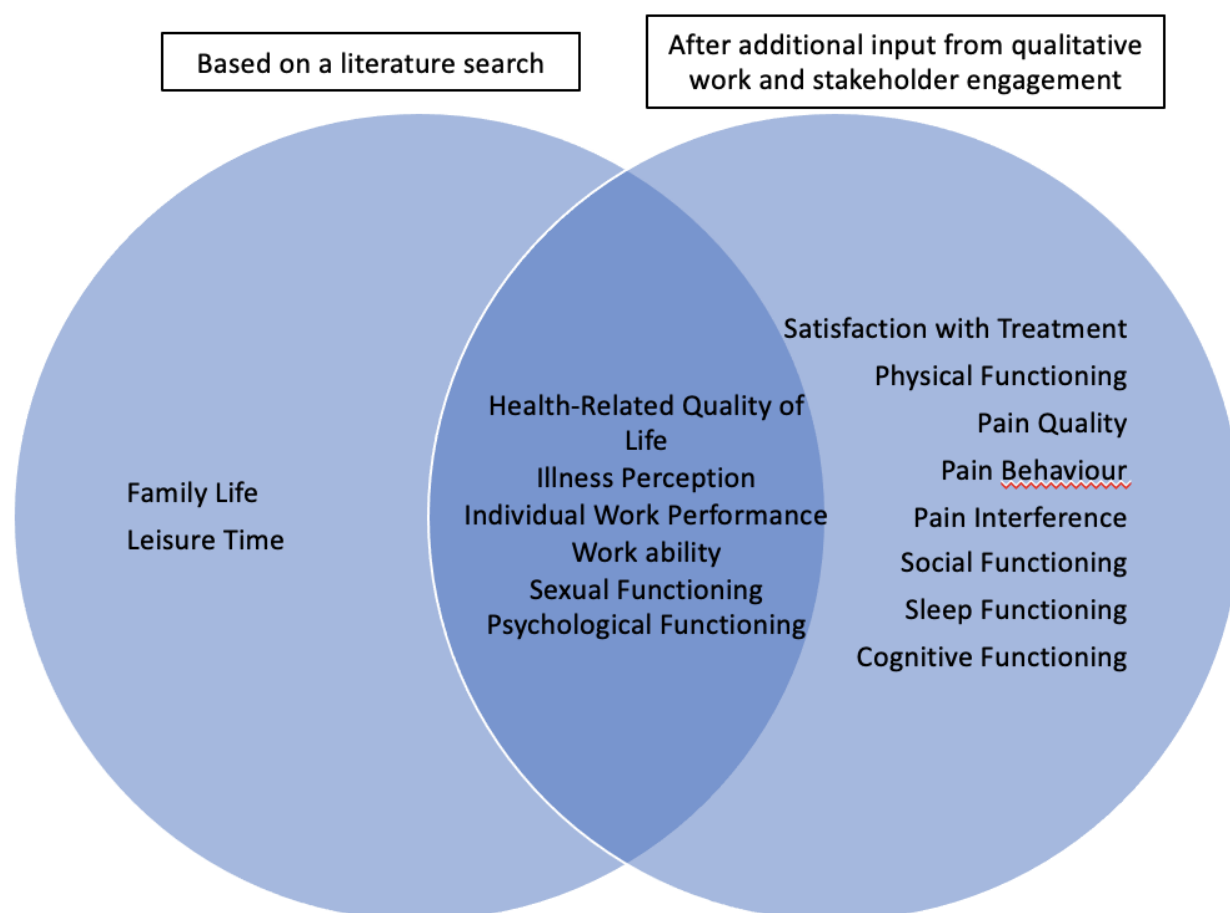 Based on a literature search
After additional input from qualitative
work and stakeholder engagement
Family Life
Leisure Time
Health-Related Quality of
Life
Illness Perception
Individual Work Performance
Work ability
Sexual Functioning
Psychological Functioning
Satisfaction with Treatment
Physical Functioning
Pain Quality
Pain Behaviour
Pain Interference
Social Functioning
Sleep Functioning
Cognitive Functioning